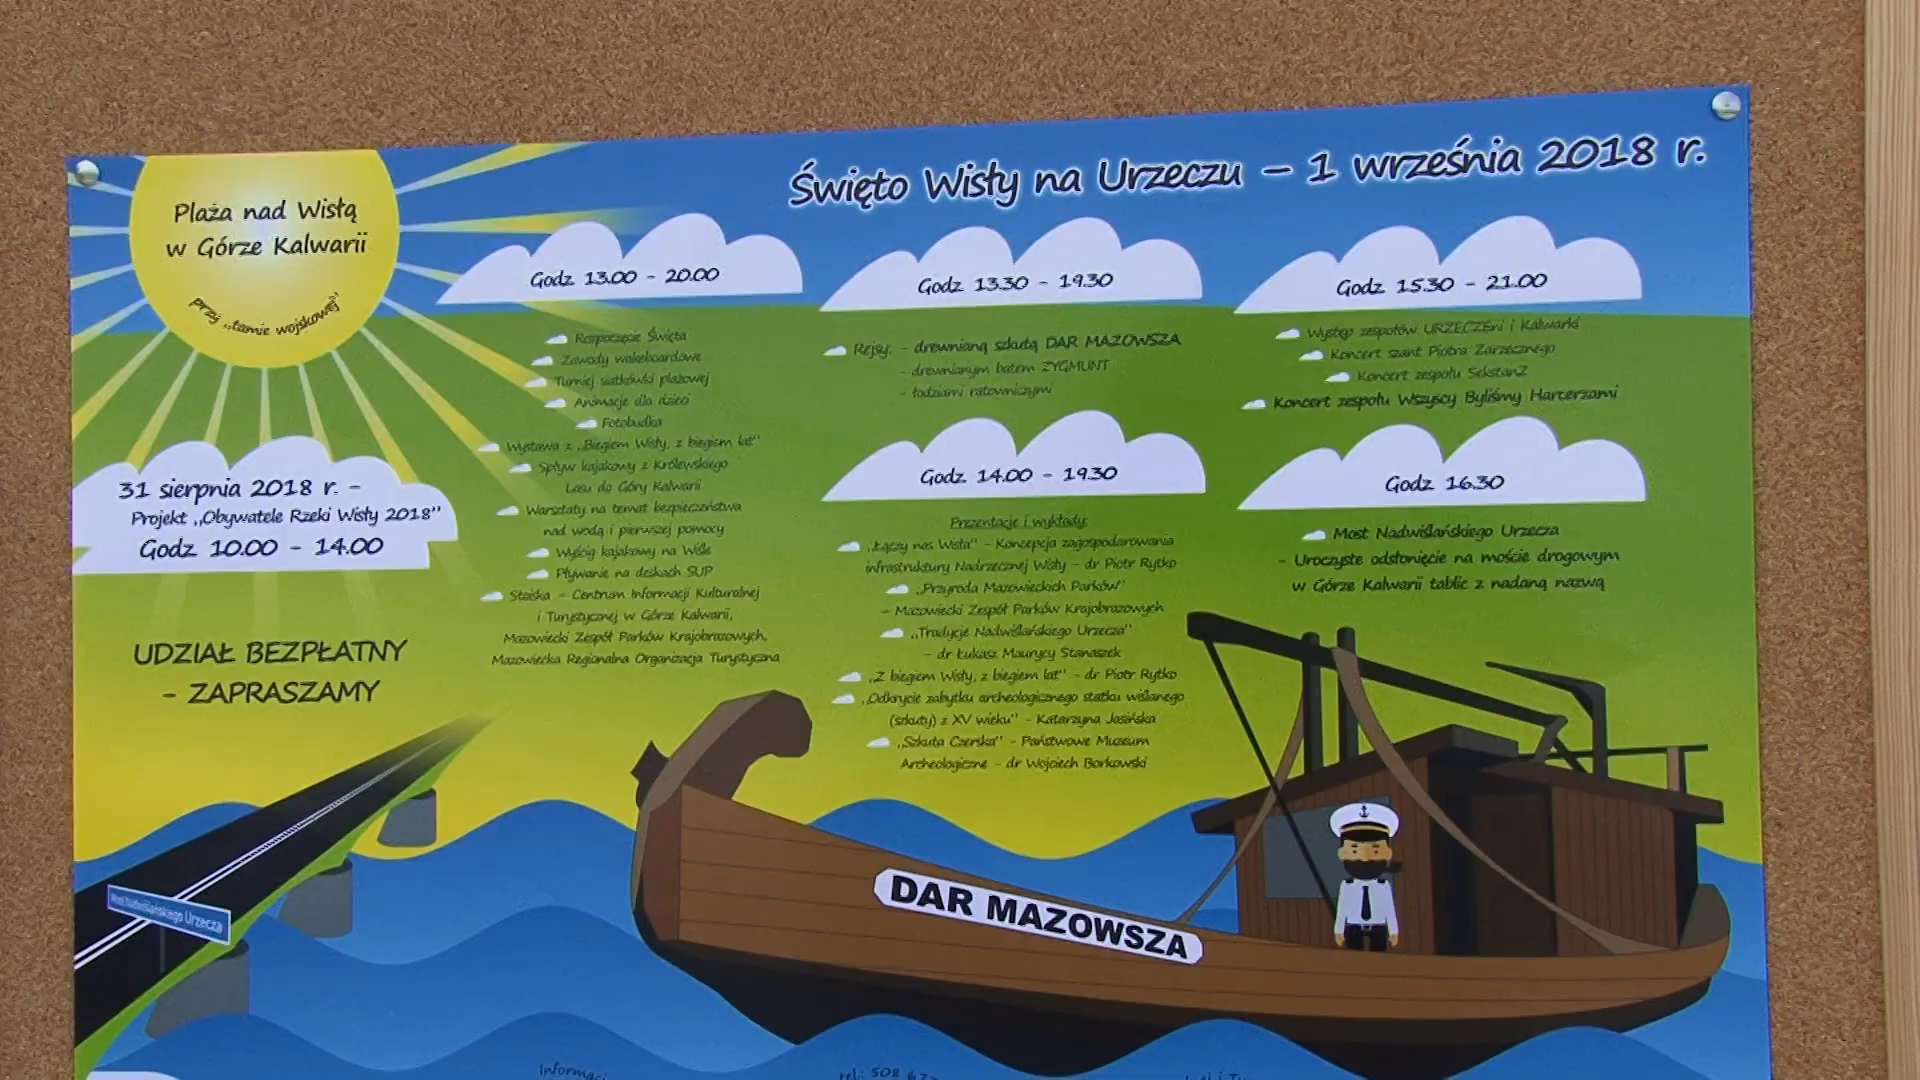 Święto Wisły na Urzeczu – 1 września 2018 r.
Plaża nad Wisłą
w Górze Kalwarii
przy „tamie wojskowej"
31 sierpnia 2018 r. –
Projekt „Obywatele Rzeki Wisły 2018"
Godz 10.00 – 14.00
UDZIAŁ BEZPŁATNY
– ZAPRASZAMY
Godz 13.00 – 20.00
Rozpoczęcie Święta
Zawody wakeboardowe
Turniej siatkówki plażowej
Animacje dla dzieci
Fotobudka
Wystawa z „Biegiem Wisły, z biegiem lat"
Spływ kajakowy z Królewskiego
Lasu do Góry Kalwarii
Warsztaty na temat bezpieczeństwa
nad wodą i pierwszej pomocy
Wyścig kajakowy na Wiśle
Pływanie na deskach SUP
Stoiska – Centrum Informacji Kulturalnej
i Turystycznej w Górze Kalwarii,
Mazowiecki Zespół Parków Krajobrazowych,
Mazowiecka Regionalna Organizacja Turystyczna
Godz 13.30 – 19.30
Rejsy: – drewnianą szkutą DAR MAZOWSZA
– drewnianym batem ZYGMUNT
– łodziami ratowniczymi
Godz 14.00 – 19.30
Prezentacje i wykłady:
„Łączy nas Wisła" – Koncepcja zagospodarowania
infrastruktury Nadrzecznej Wisły – dr Piotr Rytko
„Przyroda Mazowieckich Parków"
– Mazowiecki Zespół Parków Krajobrazowych
„Tradycje Nadwiślańskiego Urzecza"
– dr Łukasz Maurycy Stanaszek
„Z biegiem Wisły, z biegiem lat" – dr Piotr Rytko
„Odkrycie zabytku archeologicznego statku wiślanego
(szkuty) z XV wieku" – Katarzyna Jasińska
„Szkuta Czerska" – Państwowe Muzeum
Archeologiczne – dr Wojciech Borkowski
Godz 15.30 – 21.00
Występ zespołów URZECZEni i Kalwarki
Koncert szant Piotra Zarzecznego
Koncert zespołu SekstanZ
Koncert zespołu Wszyscy Byliśmy Harcerzami
Godz 16.30
Most Nadwiślańskiego Urzecza
– Uroczyste odsłonięcie na moście drogowym
w Górze Kalwarii tablic z nadaną nazwą
Most Nadwiślańskiego Urzecza
DAR MAZOWSZA
tel.: 508